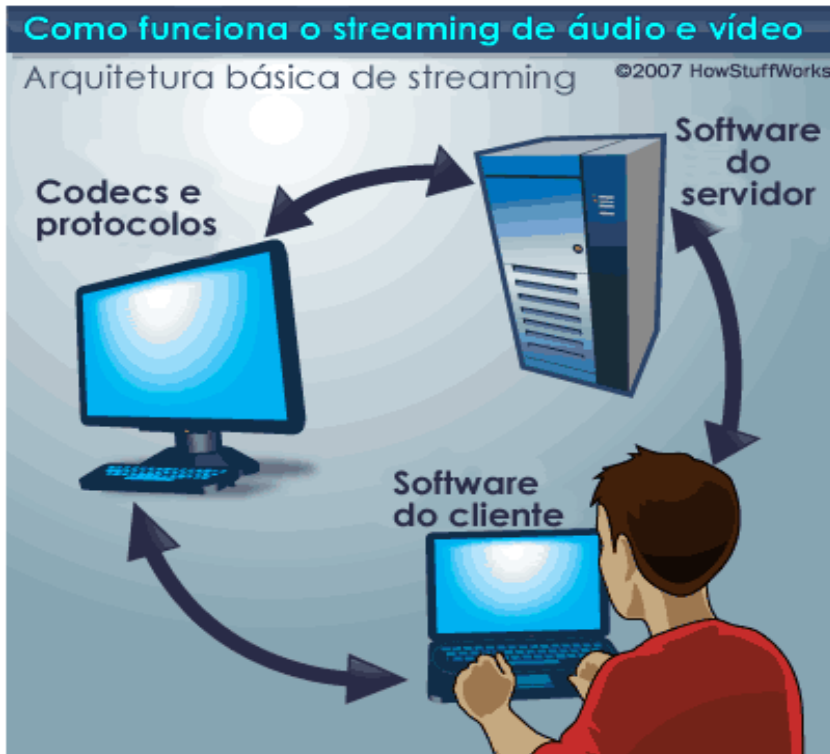 Como funciona o streaming de áudio e vídeo
Arquitetura básica de streaming
©2007 HowStuffWorks
Software
do
servidor
Codecs e
protocolos
Software
do cliente